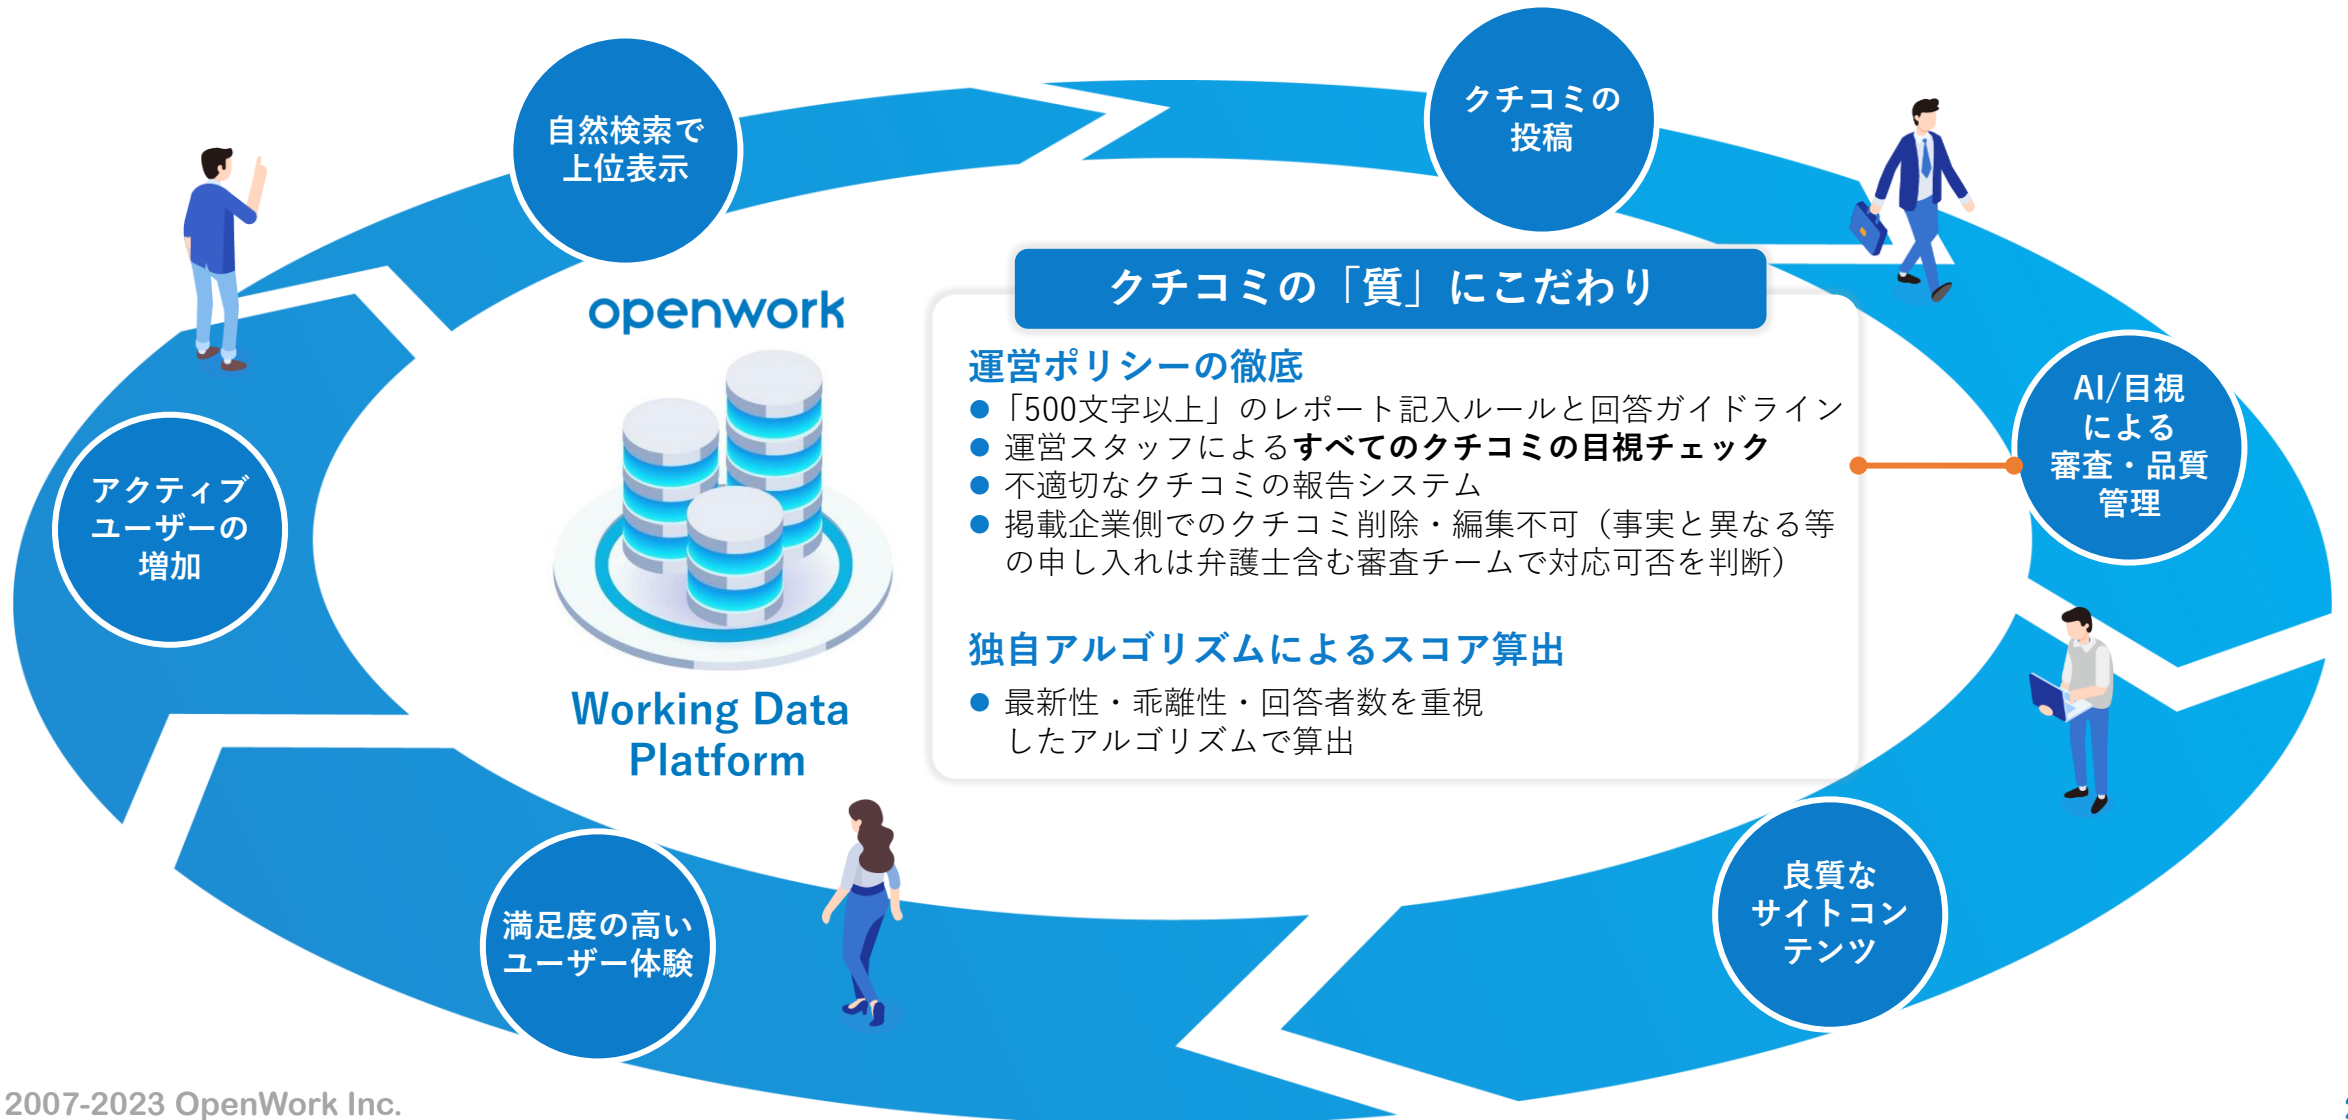 自然検索で
上位表示
クチコミの
投稿
openwork
クチコミの「質」にこだわり
運営ポリシーの徹底
● 「500文字以上」のレポート記入ルールと回答ガイドライン
● 運営スタッフによるすべてのクチコミの目視チェック
● 不適切なクチコミの報告システム
● 掲載企業側でのクチコミ削除・編集不可（事実と異なる等
の申し入れは弁護士含む審査チームで対応可否を判断）
独自アルゴリズムによるスコア算出
● 最新性・乖離性・回答者数を重視
したアルゴリズムで算出
AI/目視
による
審査・品質
管理
アクティブ
ユーザーの
増加
Working Data
Platform
満足度の高い
ユーザー体験
良質な
サイトコン
テンツ
2007-2023 OpenWork Inc.